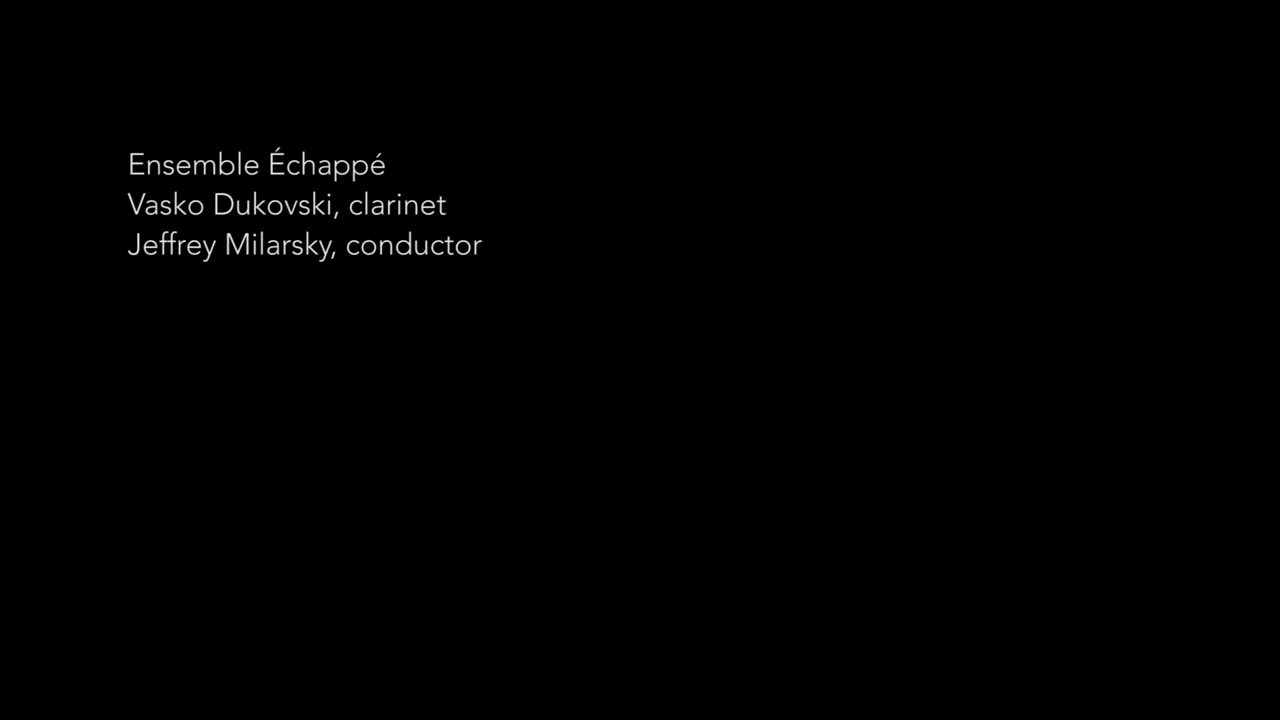 Ensemble Échappé
Vasko Dukovski, clarinet
Jeffrey Milarsky, conductor